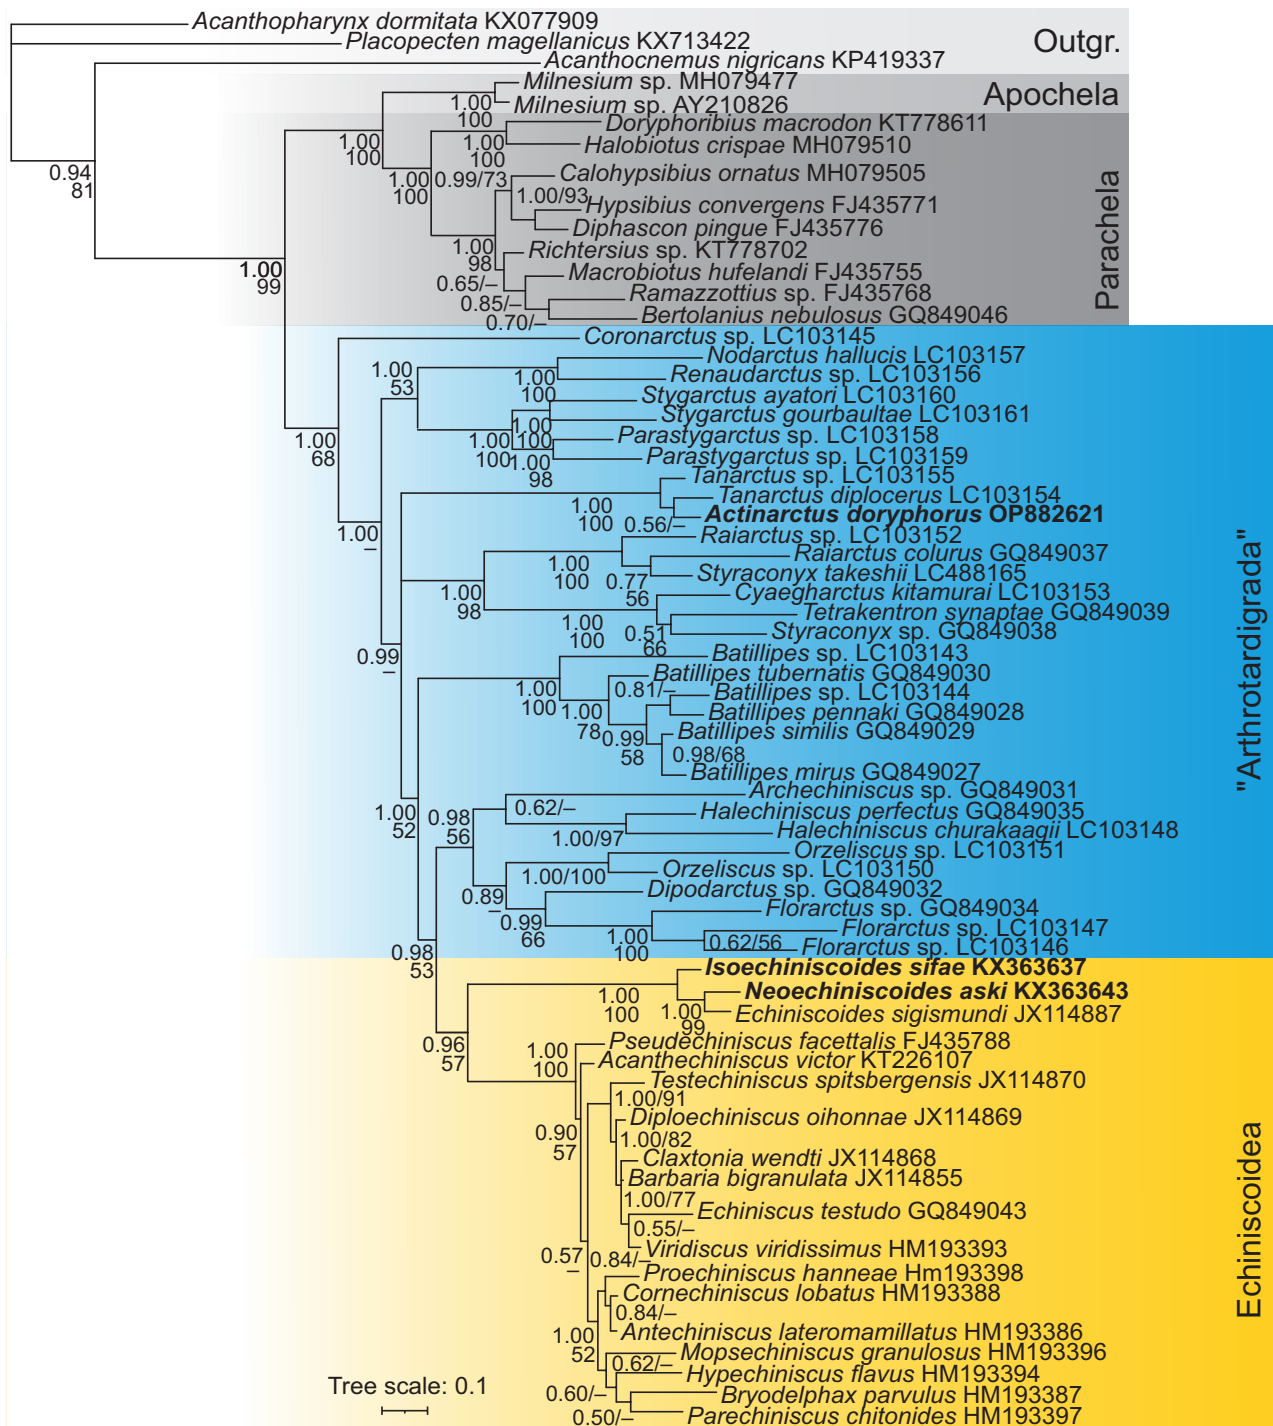 Acanthopharynx dormitata KX077909
Placopecten magellanicus KX713422
Outgr.
Acanthocnemus nigricans KP419337
Milnesium sp. MH079477
Apochela
1.00
Milnesium sp. AY210826
100
Doryphoribius macrodon KT778611
1.00
100
1.00
100
Halobiotus crispae MH079510
0.94
81
1.00
100
0.99/73
Calohypsibius ornatus MH079505
1.00/93
Hypsibius convergens FJ435771
Diphascon pingue FJ435776
Parachela
1.00
98
Richtersius sp. KT778702
1.00
99
Macrobiotus hufelandi FJ435755
0.65/–
Ramazzottius sp. FJ435768
0.85/–
Bertolanius nebulosus GQ849046
0.70/–
Coronarctus sp. LC103145
Nodarctus hallucis LC103157
1.00
53
1.00
100
Renaudarctus sp. LC103156
Stygarctus ayatori LC103160
Stygarctus gourbaultae LC103161
1.00
100
1.00
68
1.00
100
Parastygarctus sp. LC103158
1.00
98
Parastygarctus sp. LC103159
Tanarctus sp. LC103155
Tanarctus diplocerus LC103154
1.00
100
Actinarctus doryphorus OP882621
1.00
–
0.56/–
Raiarctus sp. LC103152
Raiarctus colurus GQ849037
1.00
100
0.77
56
Styraconyx takeshii LC488165
1.00
98
Cyaegharctus kitamurai LC103153
Tetrakentron synaptae GQ849039
1.00
100
0.51
66
Styraconyx sp. GQ849038
0.99
–
Batillipes sp. LC103143
Batillipes tubernatis GQ849030
1.00
100
0.81/–
Batillipes sp. LC103144
1.00
78
Batillipes pennaki GQ849028
0.99
58
Batillipes similis GQ849029
0.98/68
Batillipes mirus GQ849027
"Arthrotardigrada"
Archechiniscus sp. GQ849031
1.00
52
0.98
56
0.62/–
Halechiniscus perfectus GQ849035
1.00/97
Halechiniscus churakaagii LC103148
Orzeliscus sp. LC103151
1.00/100
Orzeliscus sp. LC103150
0.89
–
Dipodarctus sp. GQ849032
0.99
66
Florarctus sp. GQ849034
Florarctus sp. LC103147
1.00
100
0.62/56
Florarctus sp. LC103146
0.98
53
Isoechiniscoides sifae KX363637
1.00
100
Neoechiniscoides aski KX363643
1.00
99
Echiniscoides sigismundi JX114887
0.96
57
1.00
100
Pseudechiniscus facettalis FJ435788
Acanthechiniscus victor KT226107
Testechiniscus spitsbergensis JX114870
1.00/91
Diploechiniscus oihonnae JX114869
0.90
57
1.00/82
Claxtonia wendti JX114868
Barbaria bigranulata JX114855
1.00/77
Echiniscus testudo GQ849043
0.55/–
Viridiscus viridissimus HM193393
0.57
–
0.84/–
Proechiniscus hanneae Hm193398
Cornechiniscus lobatus HM193388
0.84/–
Antechiniscus lateromamillatus HM193386
1.00
52
Mopsechiniscus granulosus HM193396
0.62/–
Hypechiniscus flavus HM193394
0.60/–
Bryodelphax parvulus HM193387
0.50/–
Parechiniscus chitonides HM193397
Echiniscoidea
Tree scale: 0.1